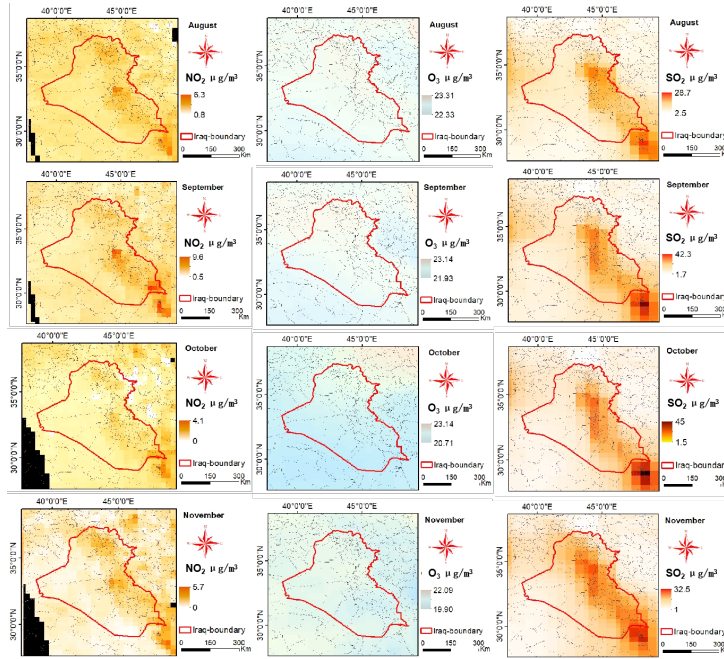 40°0'0"E 45°0'0"E
35°0'0"N
30°0'0"N
August
NO₂ μg/m³
6.3
0.8
Iraq-boundary
0 150 300
Km
40°0'0"E 45°0'0"E
35°0'0"N
30°0'0"N
August
O₃ μg/m³
23.31
22.33
Iraq-boundary
0 150 300
Km
40°0'0"E 45°0'0"E
35°0'0"N
30°0'0"N
August
SO₂ μg/m³
28.7
2.5
Iraq-boundary
0 150 300
40°0'0"E 45°0'0"E
35°0'0"N
30°0'0"N
September
NO₂ μg/m³
9.6
0.5
Iraq-boundary
0 150 300
Km
40°0'0"E 45°0'0"E
35°0'0"N
30°0'0"N
September
O₃ μg/m³
23.14
21.93
Iraq-boundary
0 150 300
Km
40°0'0"E 45°0'0"E
35°0'0"N
30°0'0"N
September
SO₂ μg/m³
42.3
1.7
Iraq-boundary
0 150 300
40°0'0"E 45°0'0"E
35°0'0"N
30°0'0"N
October
NO₂ μg/m³
4.1
0
Iraq-boundary
0 150 300
Km
40°0'0"E 45°0'0"E
35°0'0"N
30°0'0"N
October
O₃ μg/m³
23.14
20.71
Iraq-boundary
0 150 300
Km
40°0'0"E 45°0'0"E
35°0'0"N
30°0'0"N
October
SO₂ μg/m³
45
1.5
Iraq-boundary
0 150 300
40°0'0"E 45°0'0"E
35°0'0"N
30°0'0"N
November
NO₂ μg/m³
5.7
0
Iraq-boundary
0 150 300
Km
40°0'0"E 45°0'0"E
35°0'0"N
30°0'0"N
November
O₃ μg/m³
22.09
19.90
Iraq-boundary
0 150 300
Km
40°0'0"E 45°0'0"E
35°0'0"N
30°0'0"N
November
SO₂ μg/m³
32.5
1
Iraq-boundary
0 150 300